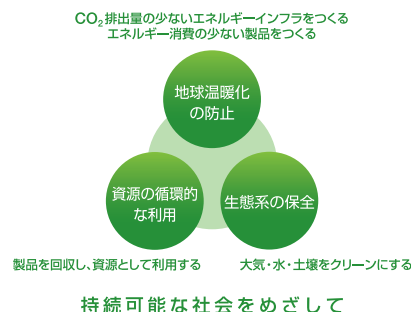 CO₂排出量の少ないエネルギーインフラをつくる
エネルギー消費の少ない製品をつくる
地球温暖化
の防止
資源の循環的
な利用
生態系の保全
製品を回収し、資源として利用する
大気・水・土壌をクリーンにする
持続可能な社会をめざして